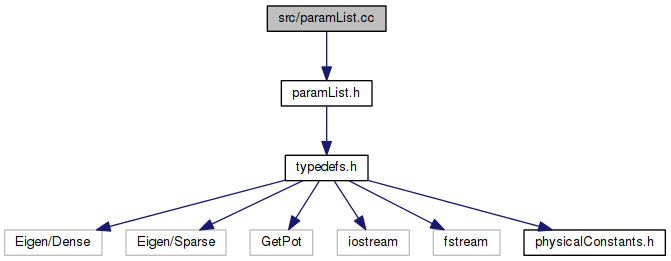 src/paramList.cc
paramList.h
typedefs.h
Eigen/Dense
Eigen/Sparse
GetPot
iostream
fstream
physicalConstants.h